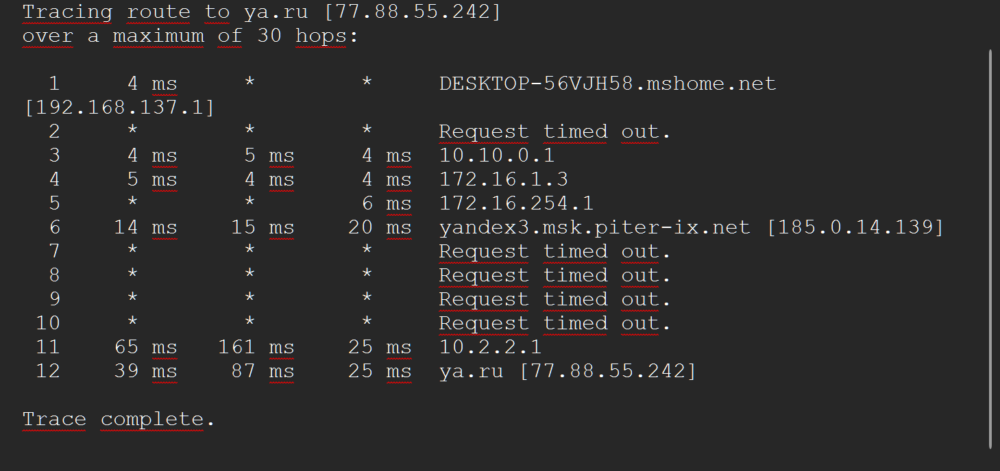 Tracing route to ya.ru [77.88.55.242]
over a maximum of 30 hops:
1 4 ms * * DESKTOP-56VJH58.mshome.net
[192.168.137.1]
2 * * * Request timed out.
3 4 ms 5 ms 4 ms 10.10.0.1
4 5 ms 4 ms 4 ms 172.16.1.3
5 * * 6 ms 172.16.254.1
6 14 ms 15 ms 20 ms yandex3.msk.piter-ix.net [185.0.14.139]
7 * * * Request timed out.
8 * * * Request timed out.
9 * * * Request timed out.
10 * * * Request timed out.
11 65 ms 161 ms 25 ms 10.2.2.1
12 39 ms 87 ms 25 ms ya.ru [77.88.55.242]
Trace complete.